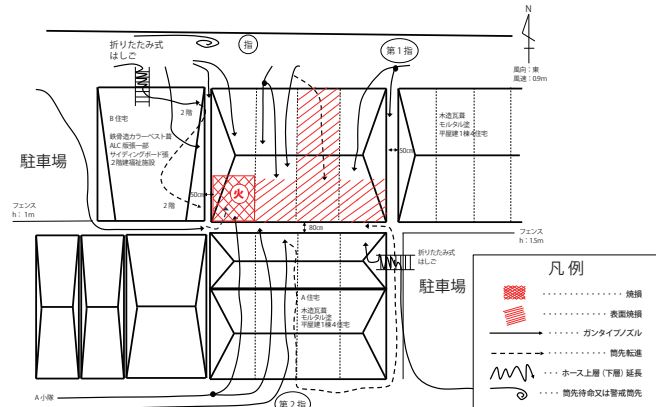 N
風向：東
風速：0.9m
折りたたみ式
はしご
指
第1指
2階
B住宅
鉄骨造カラーベスト葺
ALC版張一部
サイディングボード張
2階建福祉施設
木造瓦葺
モルタル塗
平屋建1棟4住宅
駐車場
50cm
50cm
火
2階
フェンス
h：1m
80cm
フェンス
h：1.5m
折りたたみ式
はしご
駐車場
A住宅
木造瓦葺
モルタル塗
平屋建1棟4住宅
A小隊
第2指
凡例
············ 焼損
········ 表面焼損
···· ガンタイプノズル
········ 筒先転進
··· ホース上層（下層）延長
···· 筒先待命又は警戒筒先